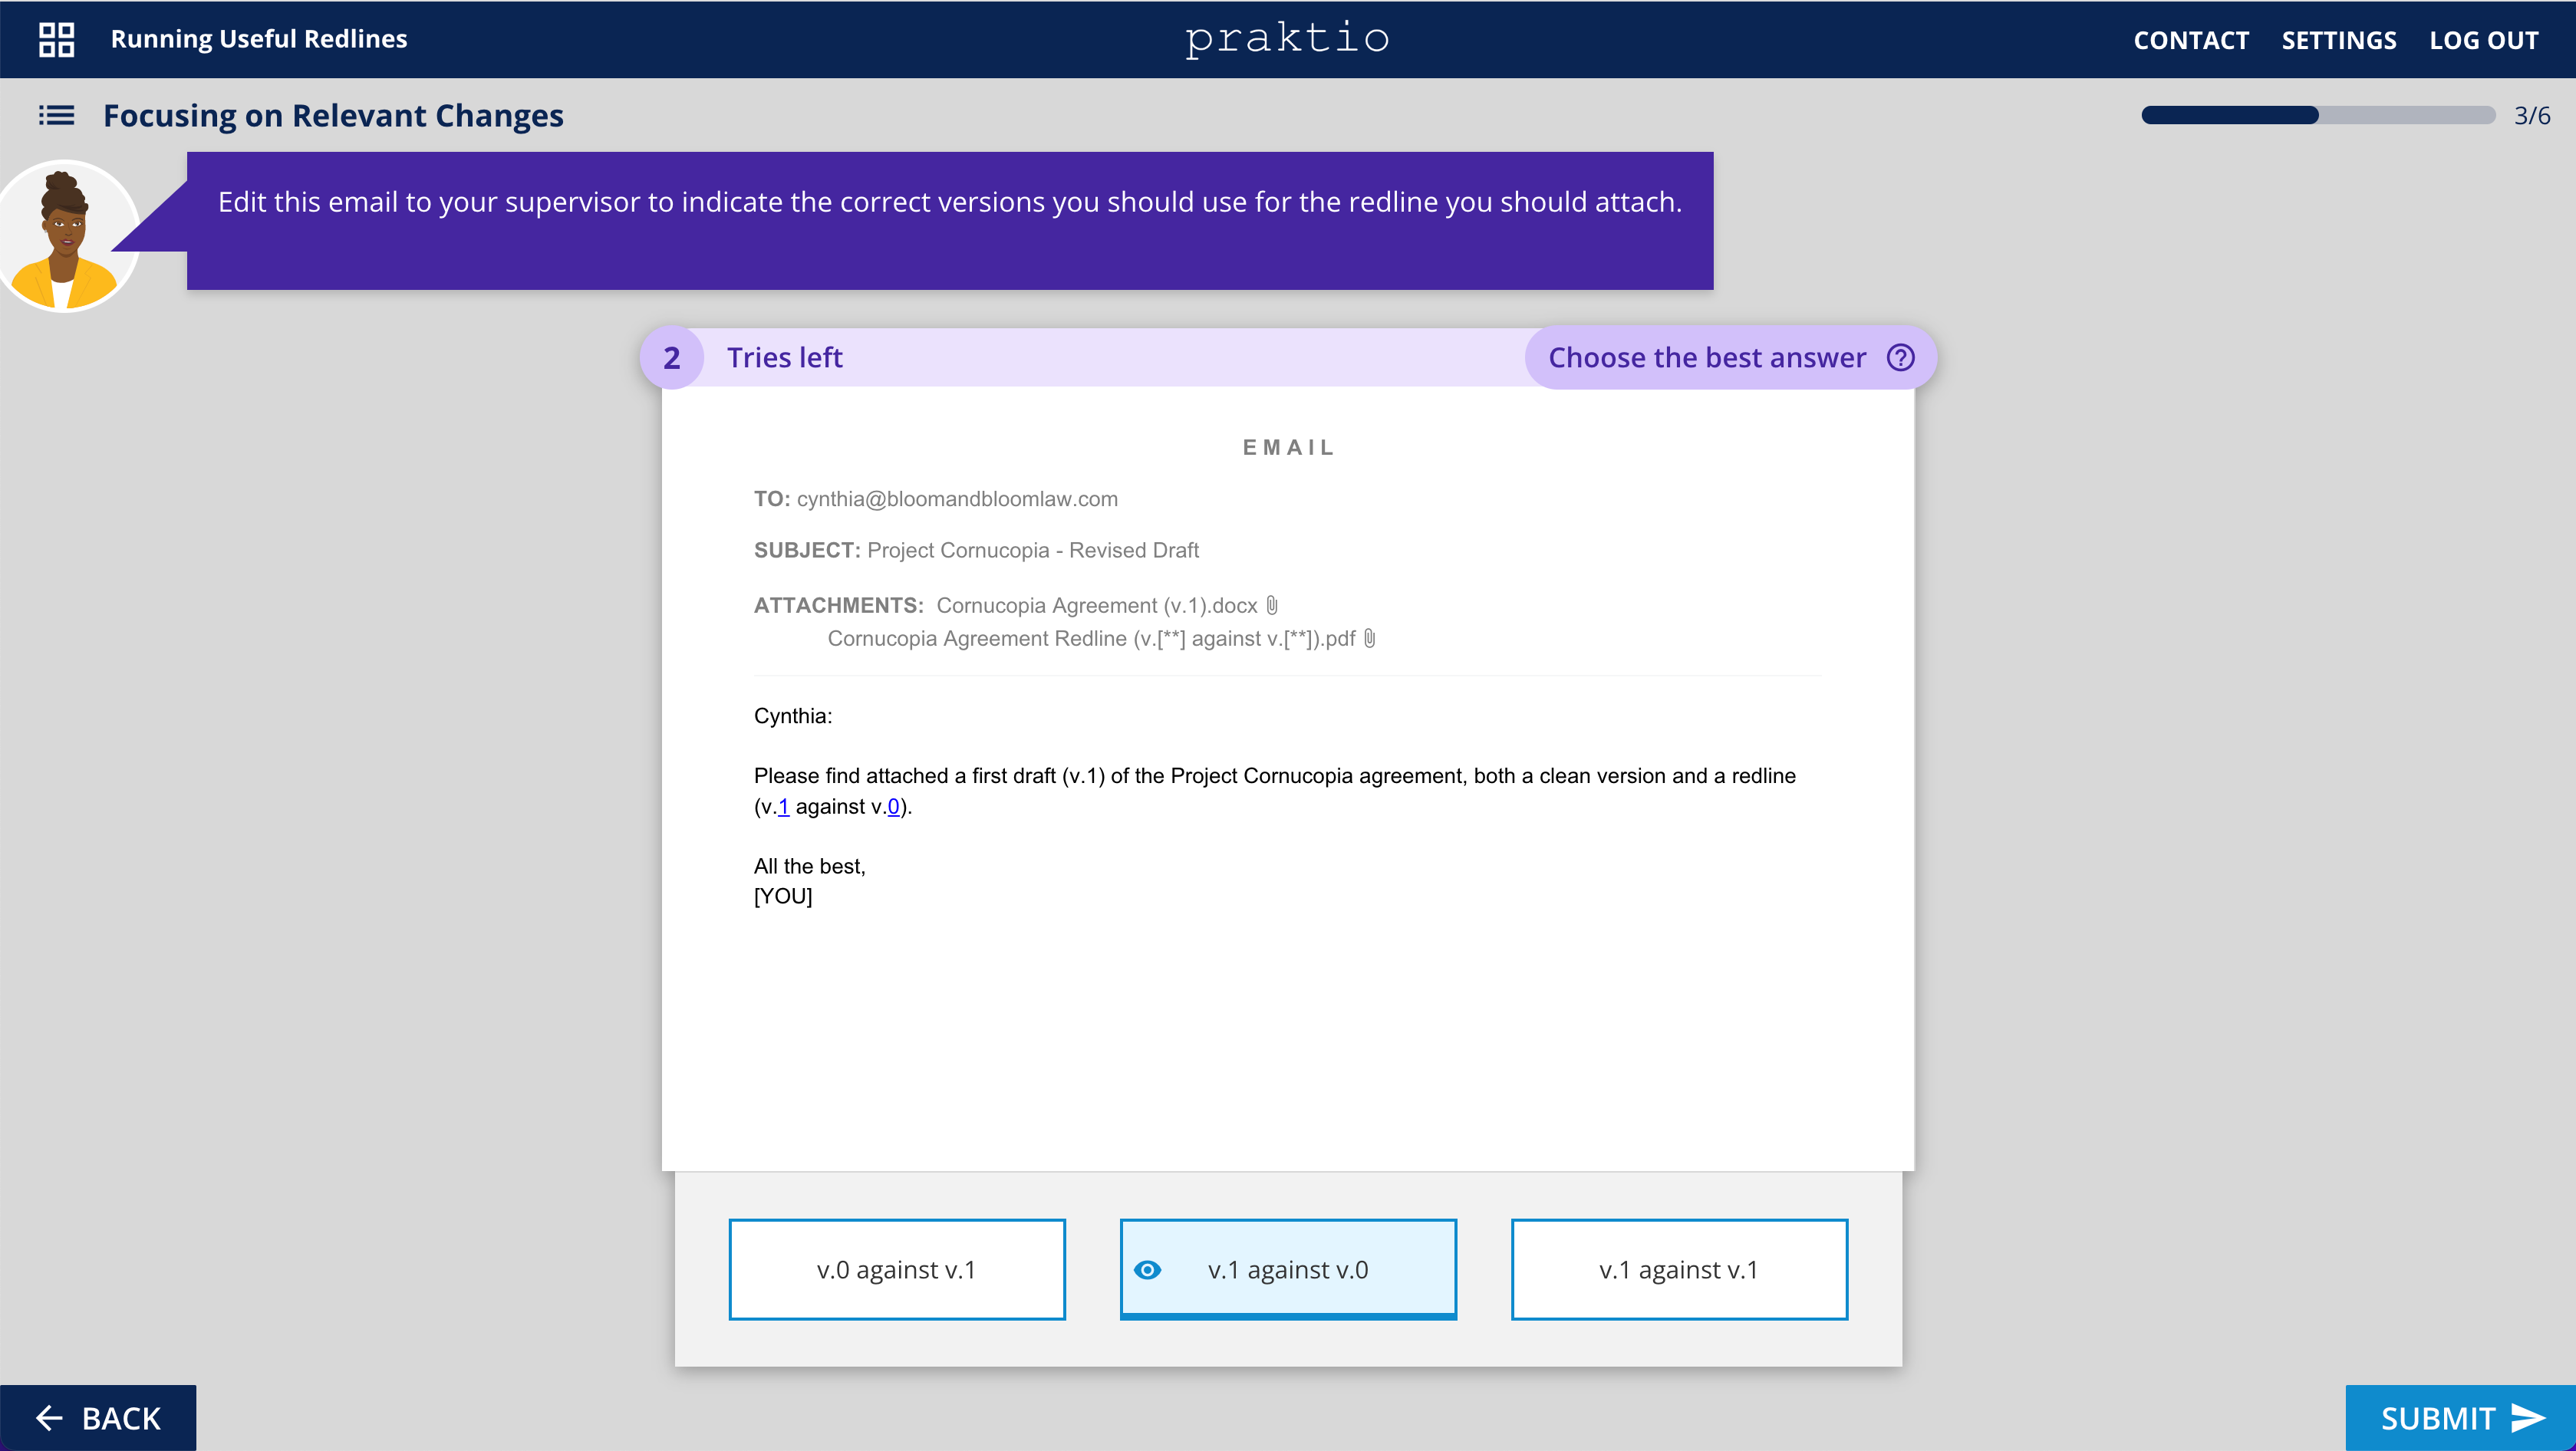 Running Useful Redlines
praktio
CONTACT SETTINGS LOG OUT
Focusing on Relevant Changes
3/6
Edit this email to your supervisor to indicate the correct versions you should use for the redline you should attach.
2 Tries left
Choose the best answer ?
EMAIL
TO: cynthia@bloomandbloomlaw.com
SUBJECT: Project Cornucopia - Revised Draft
ATTACHMENTS: Cornucopia Agreement (v.1).docx
Cornucopia Agreement Redline (v.[**] against v.[**]).pdf
Cynthia:
Please find attached a first draft (v.1) of the Project Cornucopia agreement, both a clean version and a redline
(v.1 against v.0).
All the best,
[YOU]
v.0 against v.1
v.1 against v.0
v.1 against v.1
BACK
SUBMIT